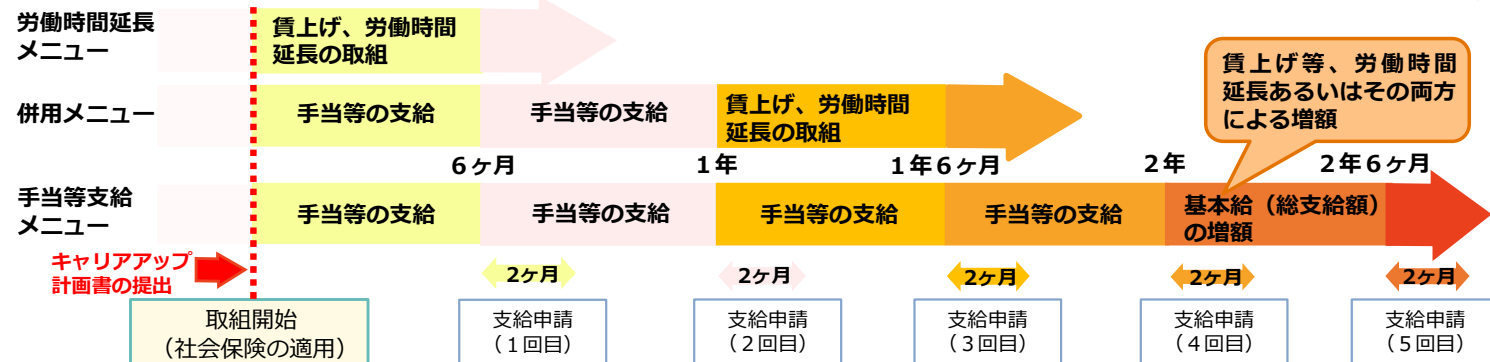 労働時間延長
メニュー
賃上げ、労働時間
延長の取組
賃上げ等、労働時間
延長あるいはその両方
による増額
併用メニュー
手当等の支給
手当等の支給
賃上げ、労働時間
延長の取組
6ヶ月
1年
1年6ヶ月
2年
2年6ヶ月
手当等支給
メニュー
手当等の支給
手当等の支給
手当等の支給
手当等の支給
基本給（総支給額）
の増額
キャリアアップ
計画書の提出
2ヶ月
2ヶ月
2ヶ月
2ヶ月
2ヶ月
取組開始
（社会保険の適用）
支給申請
（1回目）
支給申請
（2回目）
支給申請
（3回目）
支給申請
（4回目）
支給申請
（5回目）